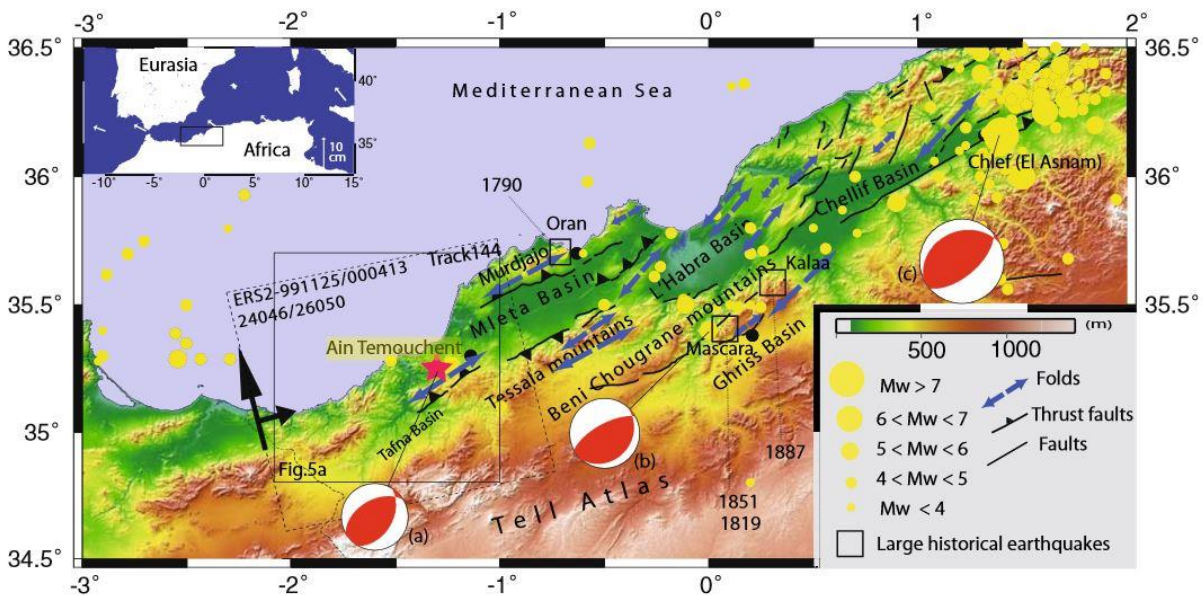 -3°
-2°
-1°
0°
1°
2°
36.5°
36°
35.5°
35°
34.5°
36.5°
36°
35.5°
Eurasia
Africa
40°
35°
10
cm
-10°
-5°
0°
5°
10°
15°
Mediterranean Sea
1790
Oran
Track144
Murdjajo
ERS2-991125/000413
24046/26050
Mleta Basin
Habra Basin
Chellif Basin
Chlef (El Asnam)
Kalaa
(c)
Ain Temouchent
Tessala mountains
Beni Chougrane mountains
Mascara
Ghriss Basin
Tafna Basin
Fig.5a
(a)
(b)
Tell Atlas
1887
1851
1819
(m)
500
1000
Mw > 7
6 < Mw < 7
5 < Mw < 6
4 < Mw < 5
Mw < 4
Folds
Thrust faults
Faults
Large historical earthquakes
-3°
-2°
-1°
0°